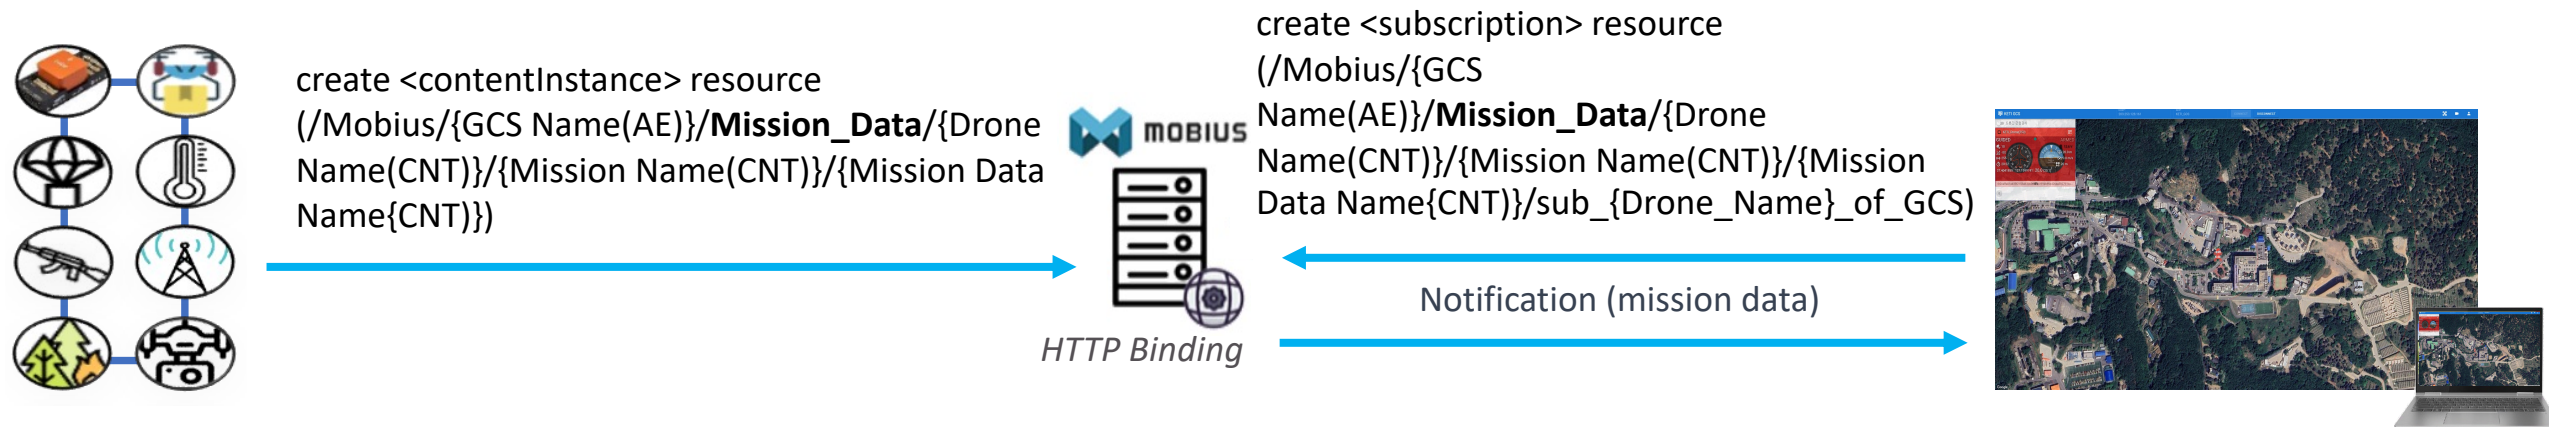 create <contentInstance> resource
(/Mobius/{GCS Name(AE)}/Mission_Data/{Drone
Name(CNT)}/{Mission Name(CNT)}/{Mission Data
Name{CNT)})
MOBIUS
HTTP Binding
create <subscription> resource
(/Mobius/{GCS
Name(AE)}/Mission_Data/{Drone
Name(CNT)}/{Mission Name(CNT)}/{Mission
Data Name{CNT)}/sub_{Drone_Name}_of_GCS)
Notification (mission data)